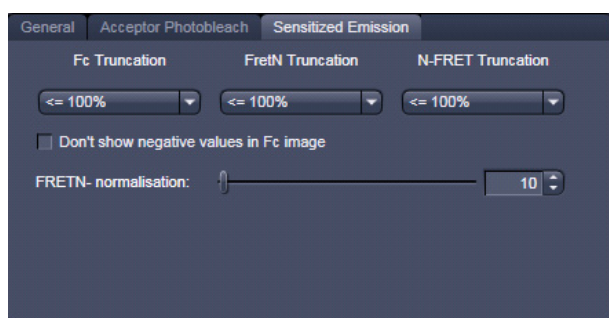 General Acceptor Photobleach Sensitized Emission
Fc Truncation FretN Truncation N-FRET Truncation
<= 100% <= 100% <= 100%
Don't show negative values in Fc image
FRETN- normalisation: 10